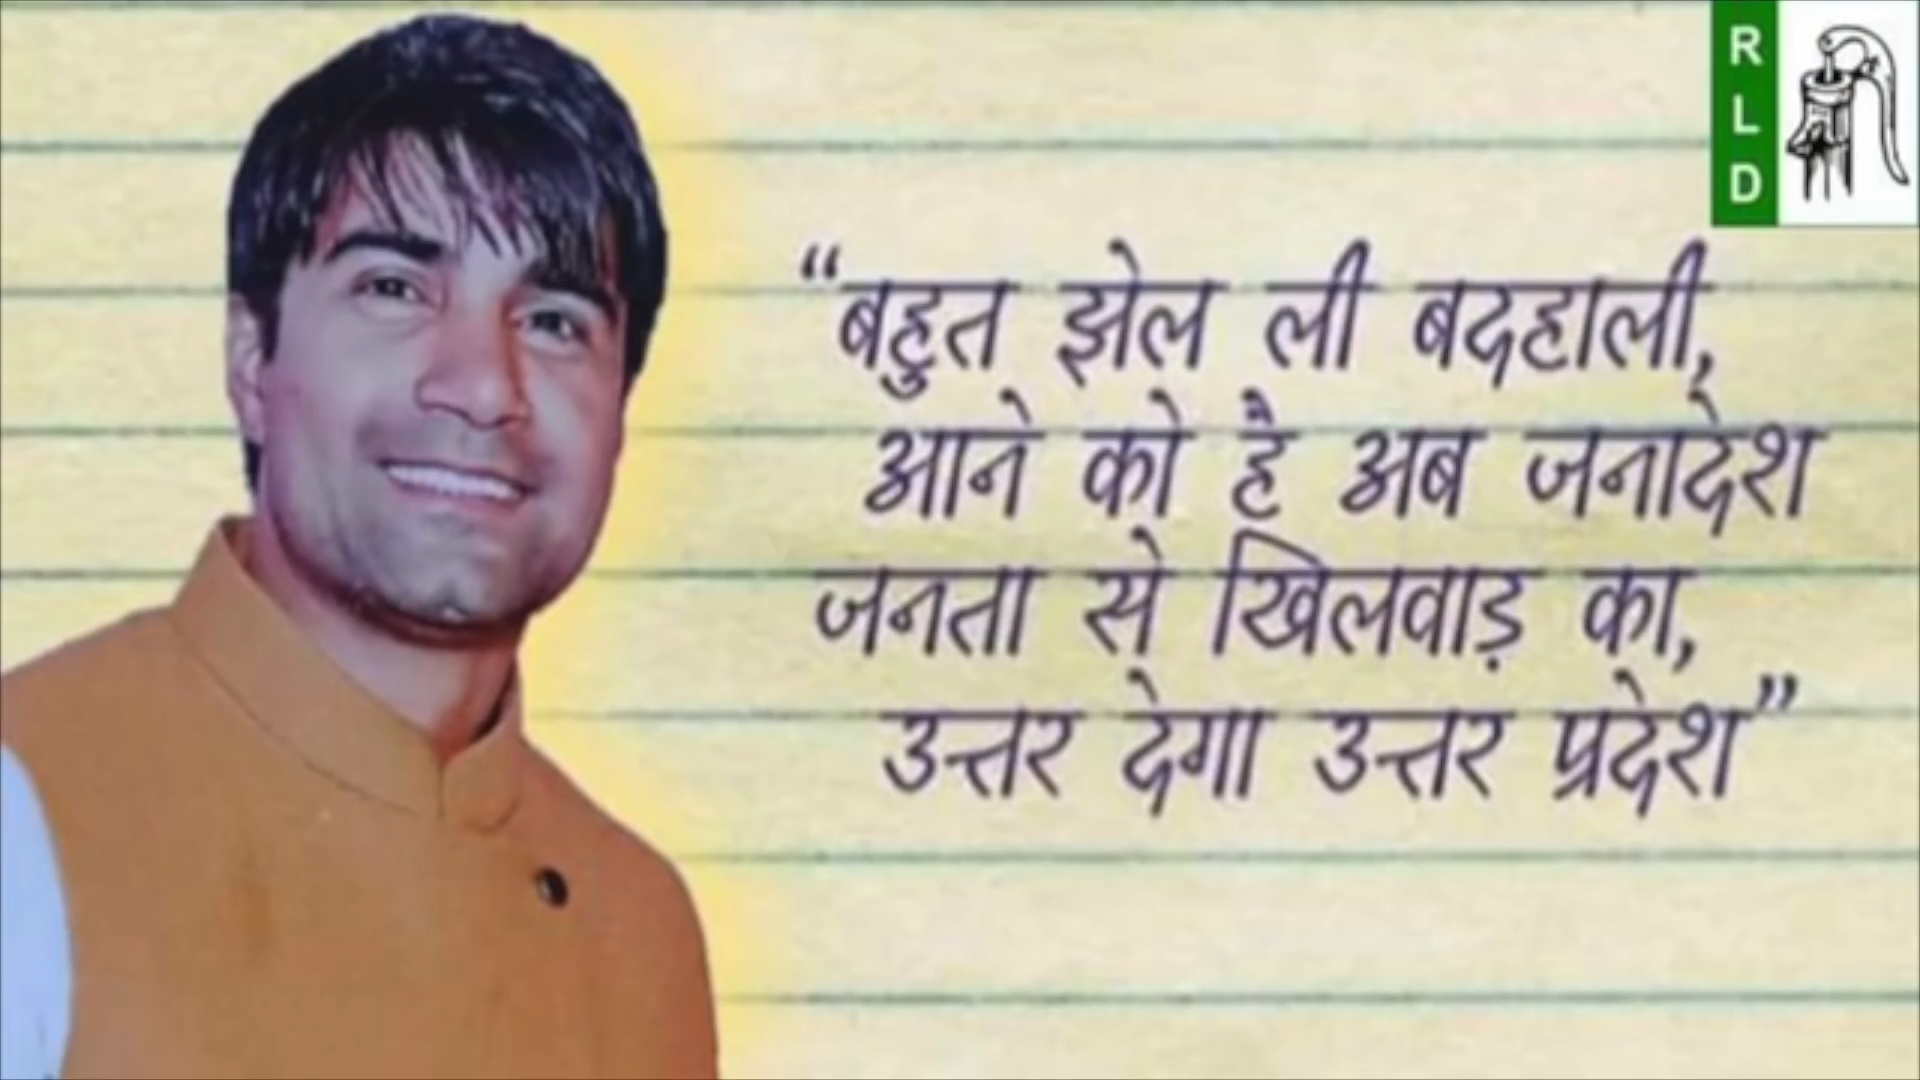 R
L
D
“बहुत झेल ली बदहाली,
आने को है अब जनादेश
जनता से खिलवाड़ का,
उत्तर देगा उत्तर प्रदेश”